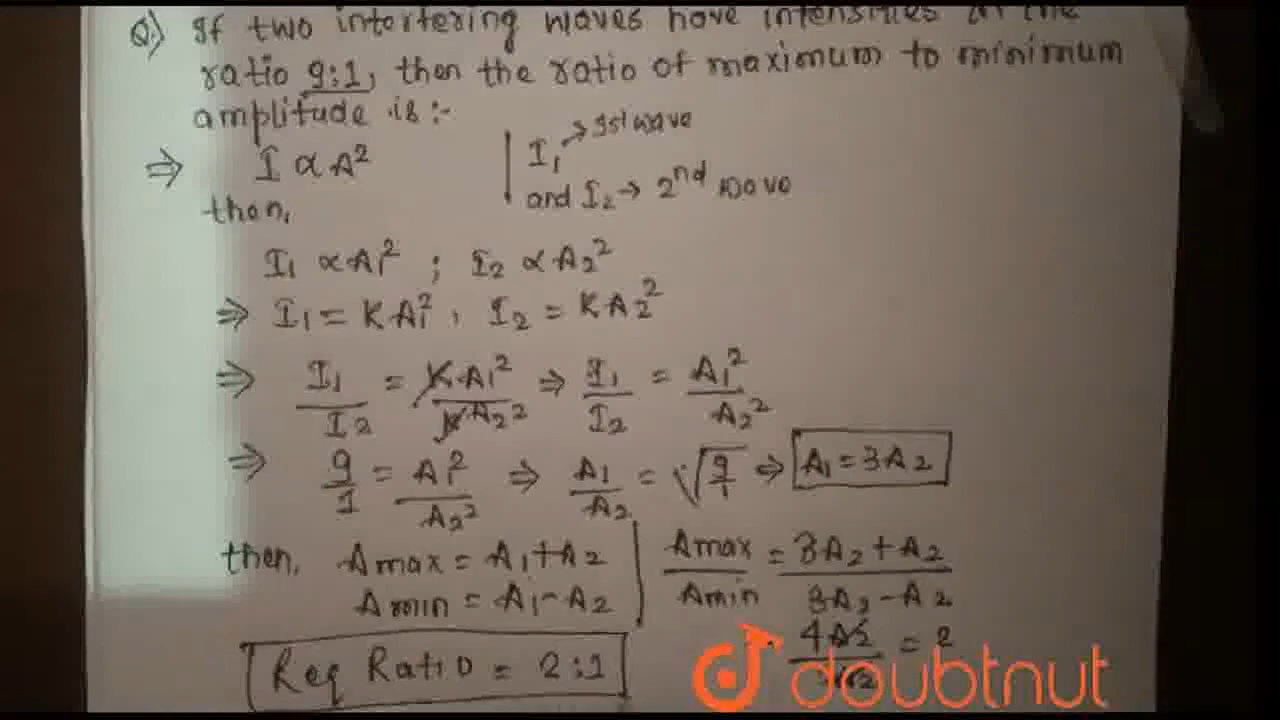 Q.) If two intertering waves have intensities in the
ratio 9:1, then the ratio of maximum to minimum
amplitude is :-
⇒ I ∝ A² | I₁ → 1st wave
then, | and I₂ → 2nd wave
I₁ ∝ A₁² ; I₂ ∝ A₂²
⇒ I₁ = KA₁² , I₂ = KA₂²
⇒ I₁/I₂ = KA₁²/KA₂² ⇒ I₁/I₂ = A₁²/A₂²
⇒ 9/1 = A₁²/A₂² ⇒ A₁/A₂ = √9/1 ⇒ A₁ = 3A₂
then, Amax = A₁ + A₂ | Amax/Amin = 3A₂ + A₂/3A₂ - A₂
Amin = A₁ - A₂
4A₂/2A₂ = 2
Req Ratio = 2:1
doubtnut